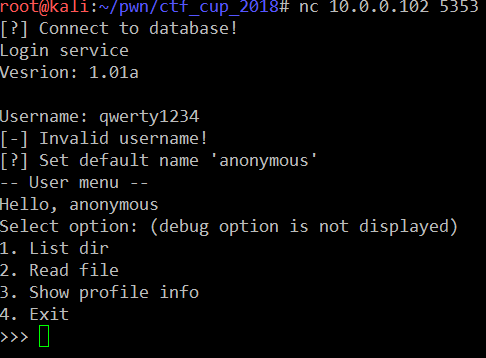 root@kali:~/pwn/ctf_cup_2018# nc 10.0.0.102 5353
[?] Connect to database!
Login service
Vesrion: 1.01a
Username: qwerty1234
[-] Invalid username!
[?] Set default name 'anonymous'
-- User menu --
Hello, anonymous
Select option: (debug option is not displayed)
1. List dir
2. Read file
3. Show profile info
4. Exit
>>>